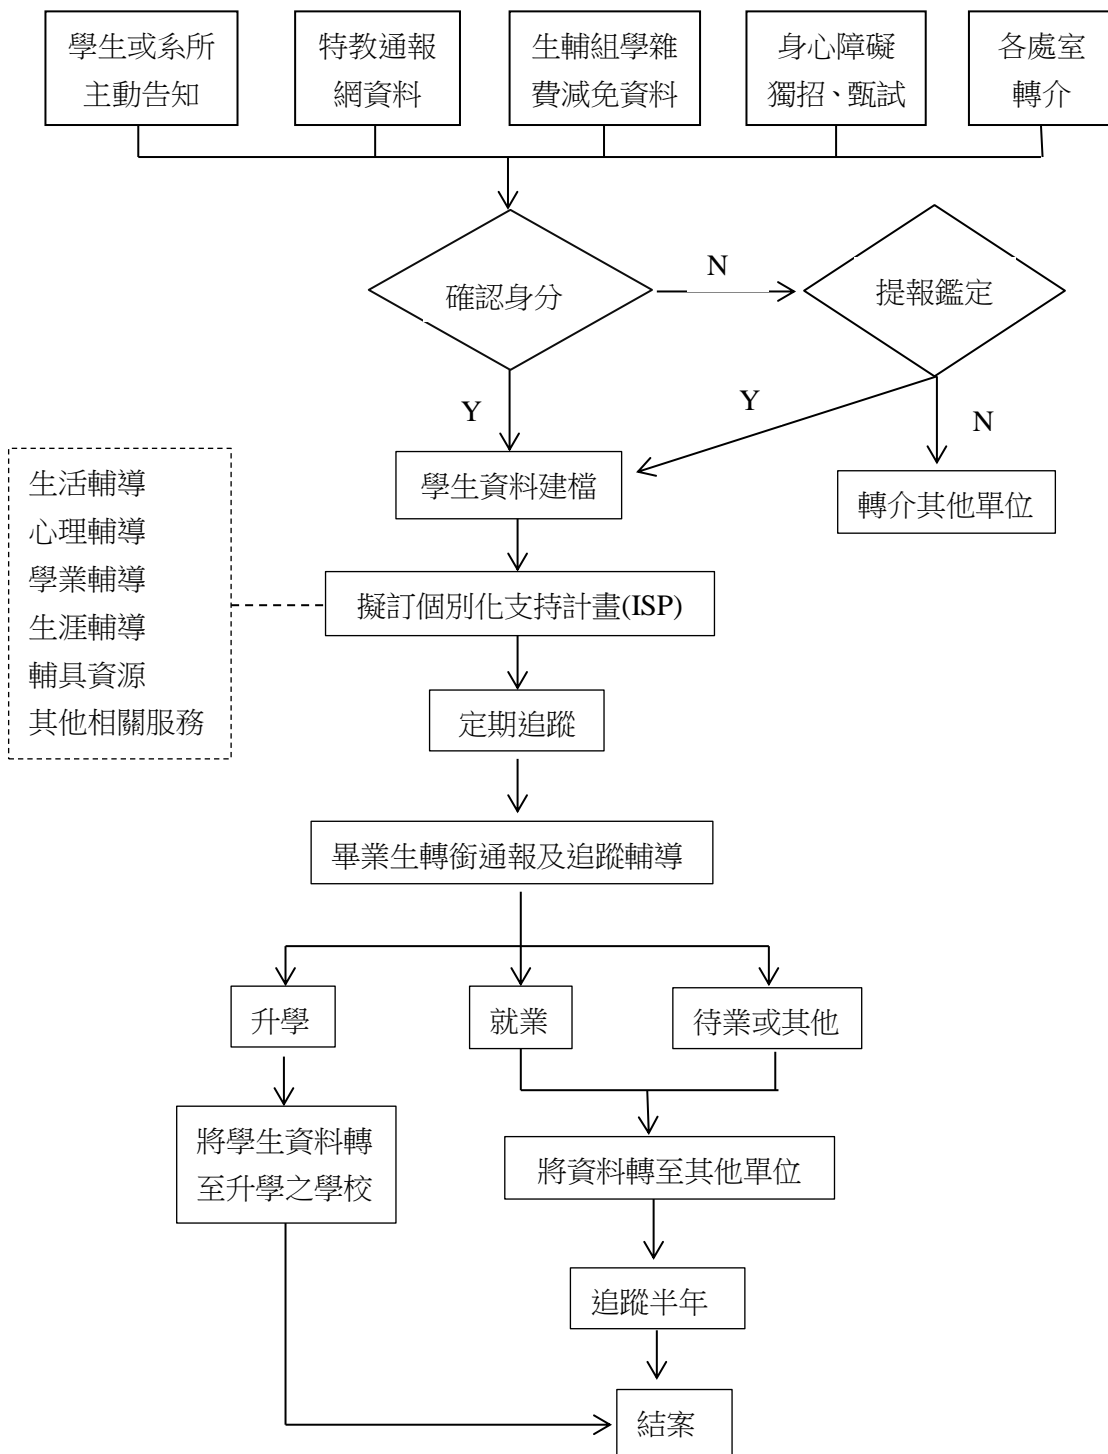 學生或系所
主動告知
特教通報
網資料
生輔組學雜
費減免資料
身心障礙
獨招、甄試
各處室
轉介
確認身分
N
提報鑑定
Y
Y
N
學生資料建檔
轉介其他單位
生活輔導
心理輔導
學業輔導
生涯輔導
輔具資源
其他相關服務
擬訂個別化支持計畫(ISP)
定期追蹤
畢業生轉銜通報及追蹤輔導
升學
就業
待業或其他
將學生資料轉
至升學之學校
將資料轉至其他單位
追蹤半年
結案